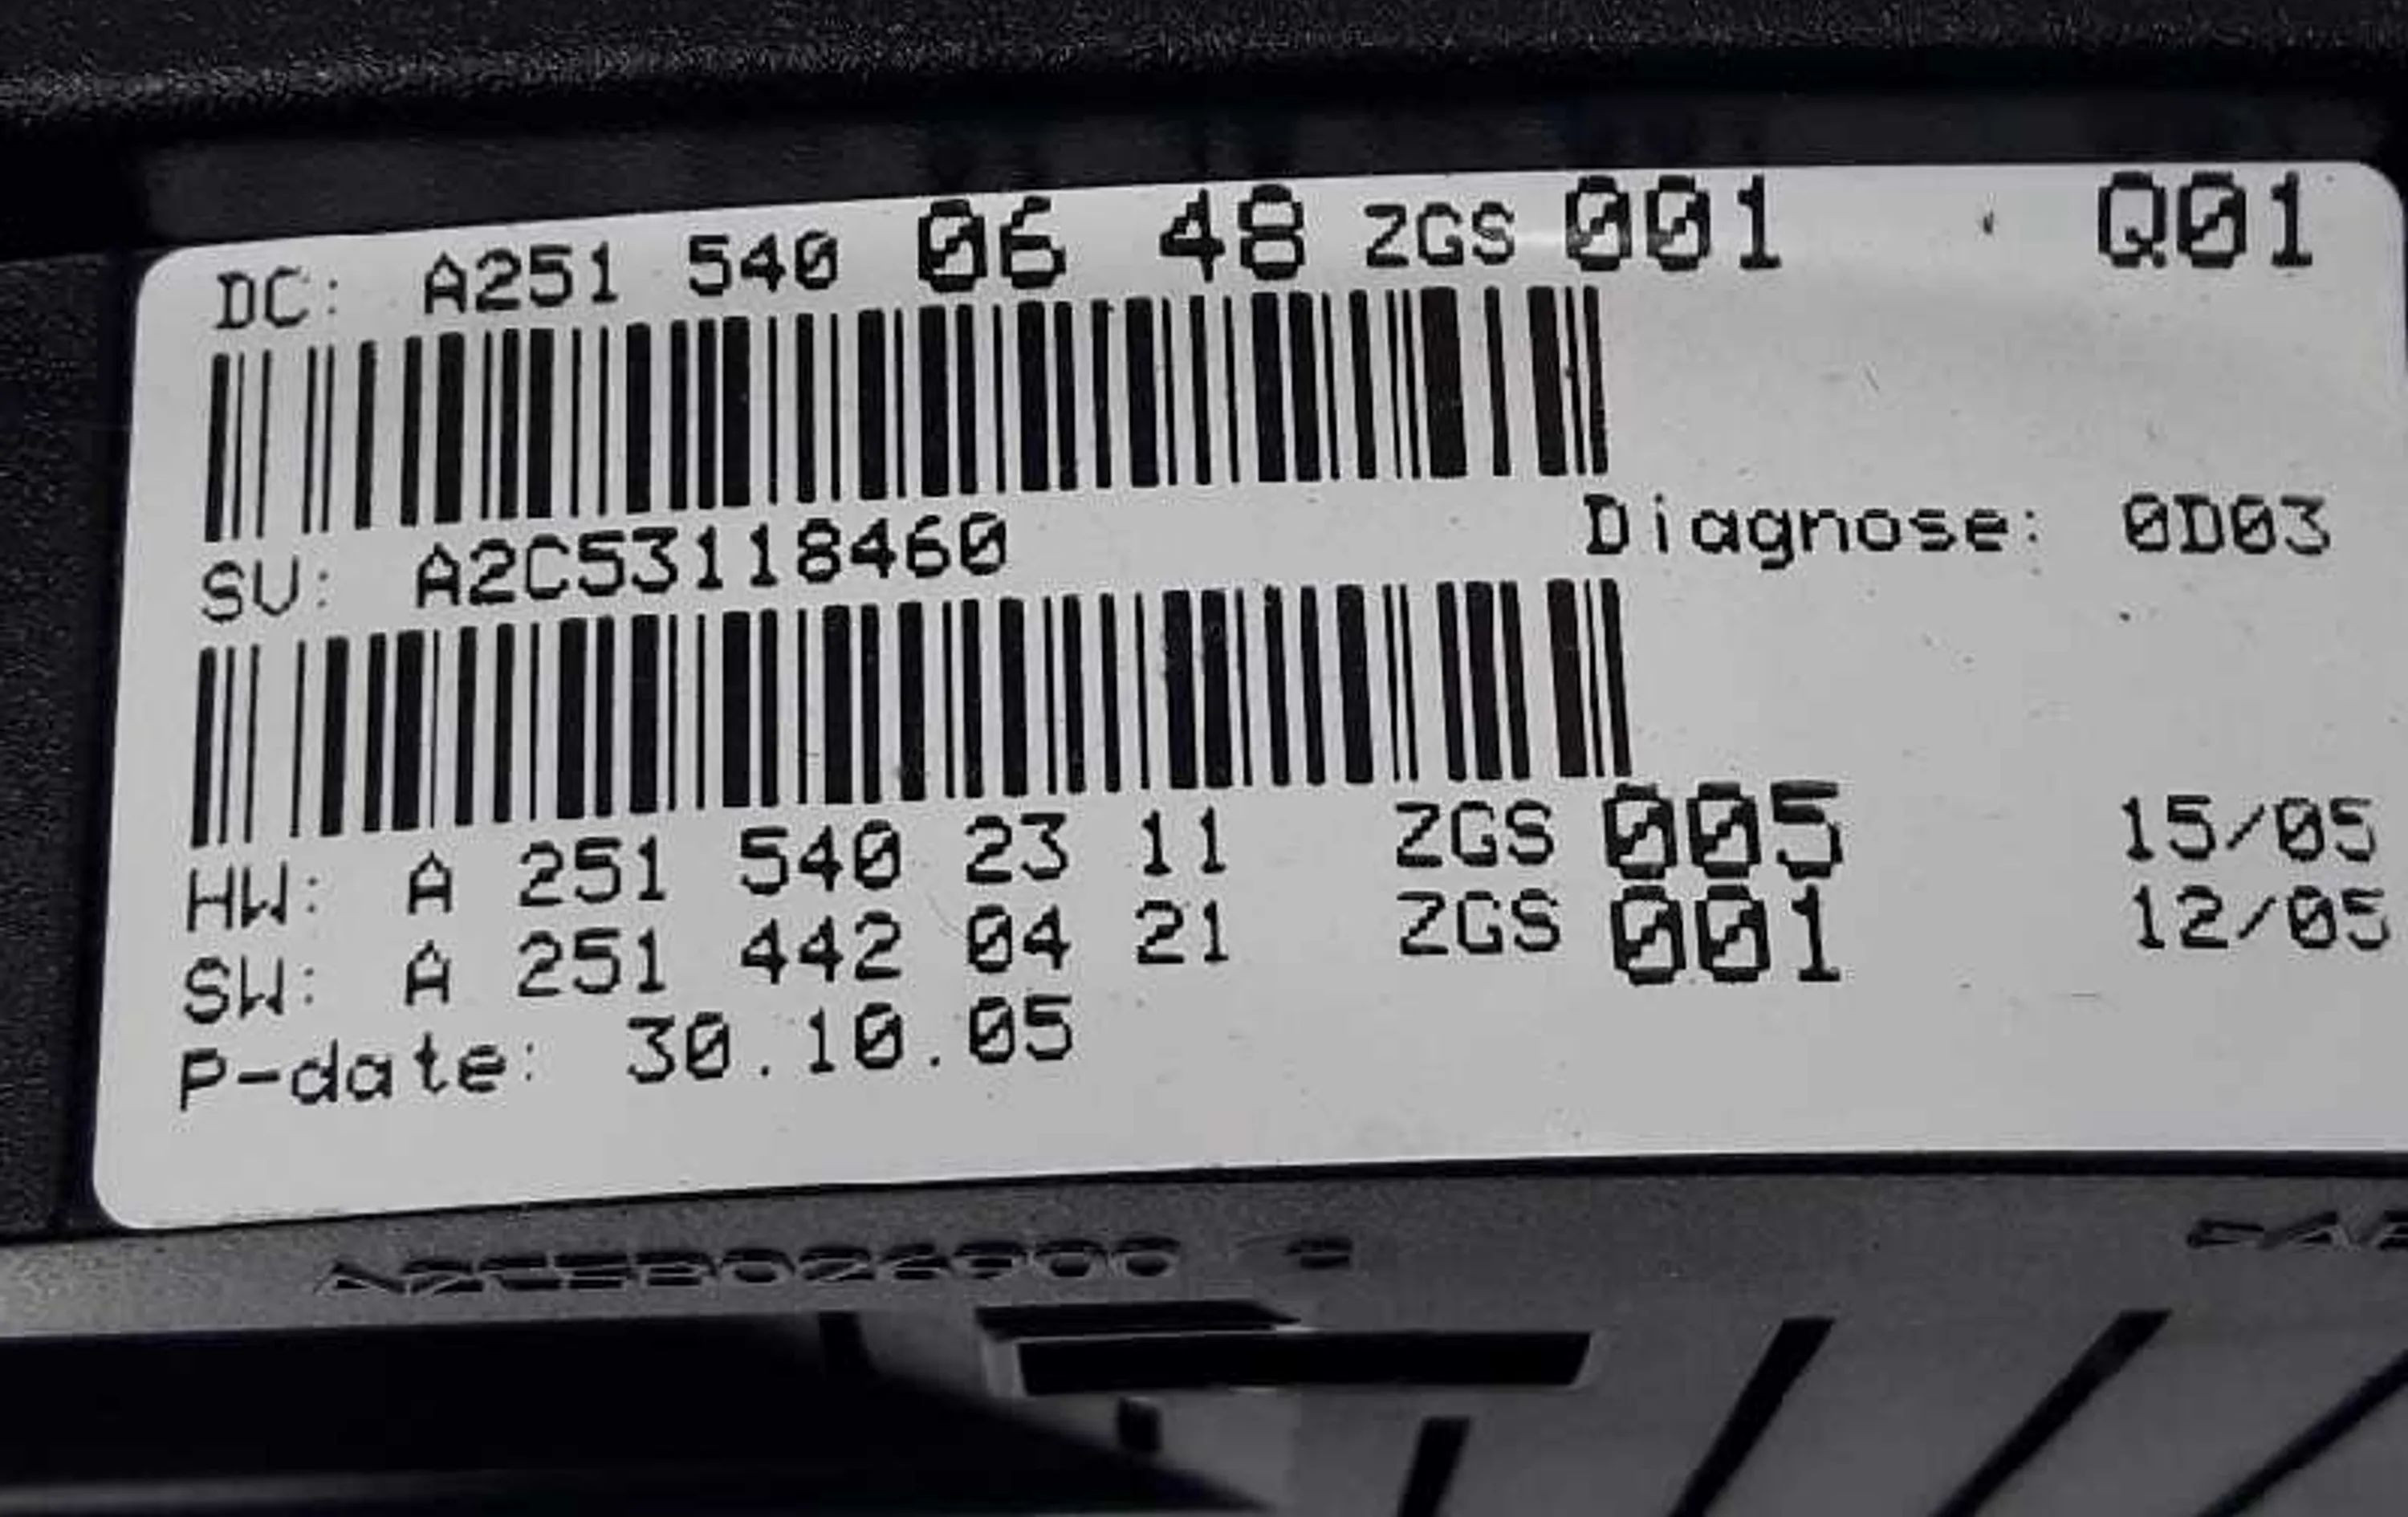 DC: A251 540 06 48 ZGS 001 Q01
SV: A2C53118460 Diagnose: 0D03
HW: A 251 540 23 11 ZGS 005 15/05
SW: A 251 442 04 21 ZGS 001 12/05
P-date: 30.10.05